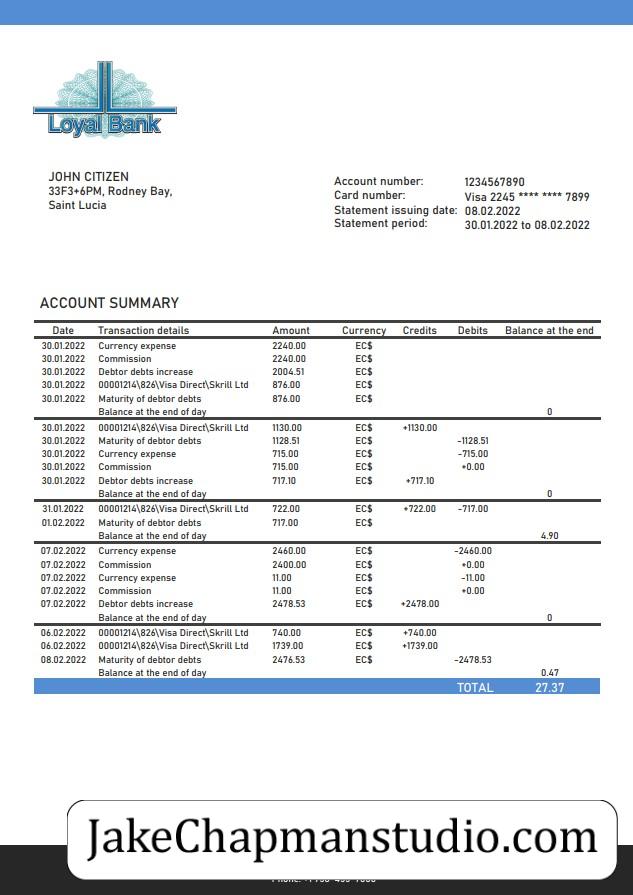 Loyal Bank
JOHN CITIZEN
33F3+6PM, Rodney Bay,
Saint Lucia
Account number: 1234567890
Card number: Visa 2245 **** **** 7899
Statement issuing date: 08.02.2022
Statement period: 30.01.2022 to 08.02.2022
ACCOUNT SUMMARY
Date Transaction details Amount Currency Credits Debits Balance at the end
30.01.2022 Currency expense 2240.00 EC$
30.01.2022 Commission 2240.00 EC$
30.01.2022 Debtor debts increase 2004.51 EC$
30.01.2022 00001214\826\Visa Direct\Skrill Ltd 876.00 EC$
30.01.2022 Maturity of debtor debts 876.00 EC$
Balance at the end of day 0
30.01.2022 00001214\826\Visa Direct\Skrill Ltd 1130.00 EC$ +1130.00
30.01.2022 Maturity of debtor debts 1128.51 EC$ -1128.51
30.01.2022 Currency expense 715.00 EC$ -715.00
30.01.2022 Commission 715.00 EC$ +0.00
30.01.2022 Debtor debts increase 717.10 EC$ +717.10
Balance at the end of day 0
31.01.2022 00001214\826\Visa Direct\Skrill Ltd 722.00 EC$ +722.00 -717.00
01.02.2022 Maturity of debtor debts 717.00 EC$
Balance at the end of day 4.90
07.02.2022 Currency expense 2460.00 EC$ -2460.00
07.02.2022 Commission 2400.00 EC$ +0.00
07.02.2022 Currency expense 11.00 EC$ -11.00
07.02.2022 Commission 11.00 EC$ +0.00
07.02.2022 Debtor debts increase 2478.53 EC$ +2478.00
Balance at the end of day 0
06.02.2022 00001214\826\Visa Direct\Skrill Ltd 740.00 EC$ +740.00
06.02.2022 00001214\826\Visa Direct\Skrill Ltd 1739.00 EC$ +1739.00
08.02.2022 Maturity of debtor debts 2476.53 EC$ -2478.53
Balance at the end of day 0.47
TOTAL 27.37
JakeChapmanstudio.com